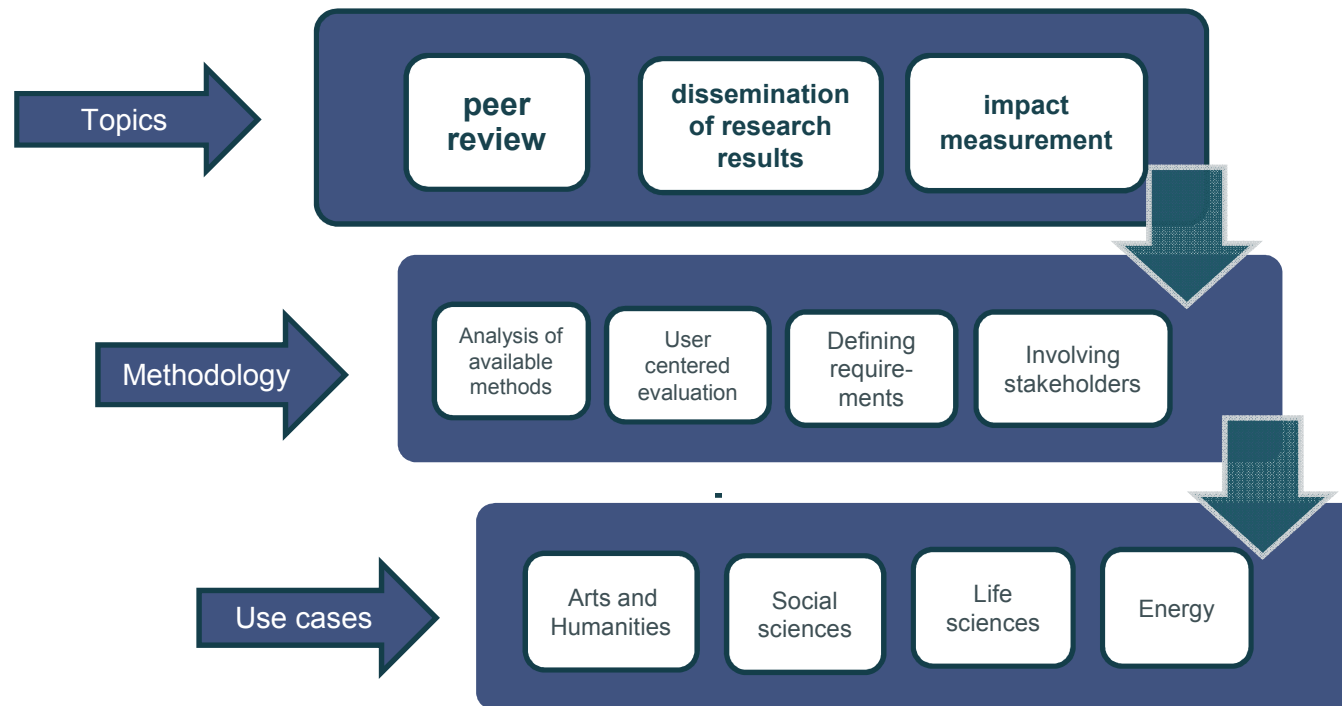 Topics
peer
review
dissemination
of research
results
impact
measurement
Methodology
Analysis of
available
methods
User
centered
evaluation
Defining
require-
ments
Involving
stakeholders
Use cases
Arts and
Humanities
Social
sciences
Life
sciences
Energy